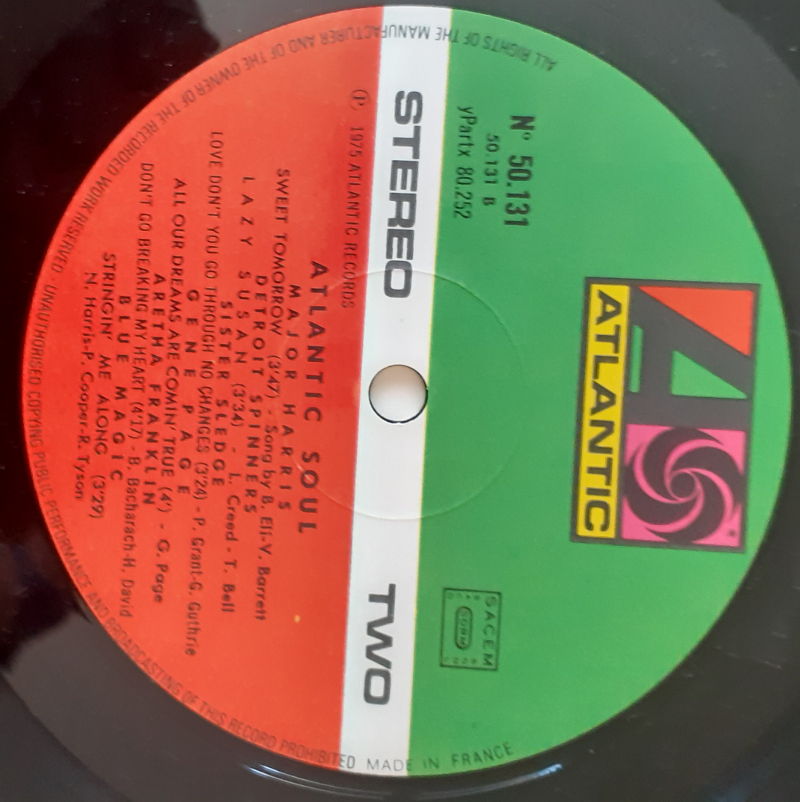 ATLANTIC
N° 50.131
50.131 B
yPartx 80.252
SACEM
STEREO TWO
℗ 1975 ATLANTIC RECORDS
ATLANTIC SOUL
MAJOR HARRIS
SWEET TOMORROW (3'47) Song by B. Eli-V. Barrett
DETROIT SPINNERS
LAZY SUSAN (3'34) - L. Creed - T. Bell
SISTER SLEDGE
LOVE DON'T YOU GO THROUGH NO CHANGES (3'24) - P. Grant-G. Guthrie
GENE PAGE
ALL OUR DREAMS ARE COMIN' TRUE (4') - G. Page
ARETHA FRANKLIN
DON'T GO BREAKING MY HEART (4'17) - B. Bacharach-H. David
BLUE MAGIC
STRINGIN' ME ALONG (3'29)
N. Harris-P. Cooper-R. Tyson
ALL RIGHTS OF THE MANUFACTURER AND OF THE OWNER OF THE RECORDED WORK RESERVED - UNAUTHORISED COPYING PUBLIC PERFORMANCE AND BROADCASTING OF THIS RECORD PROHIBITED MADE IN FRANCE